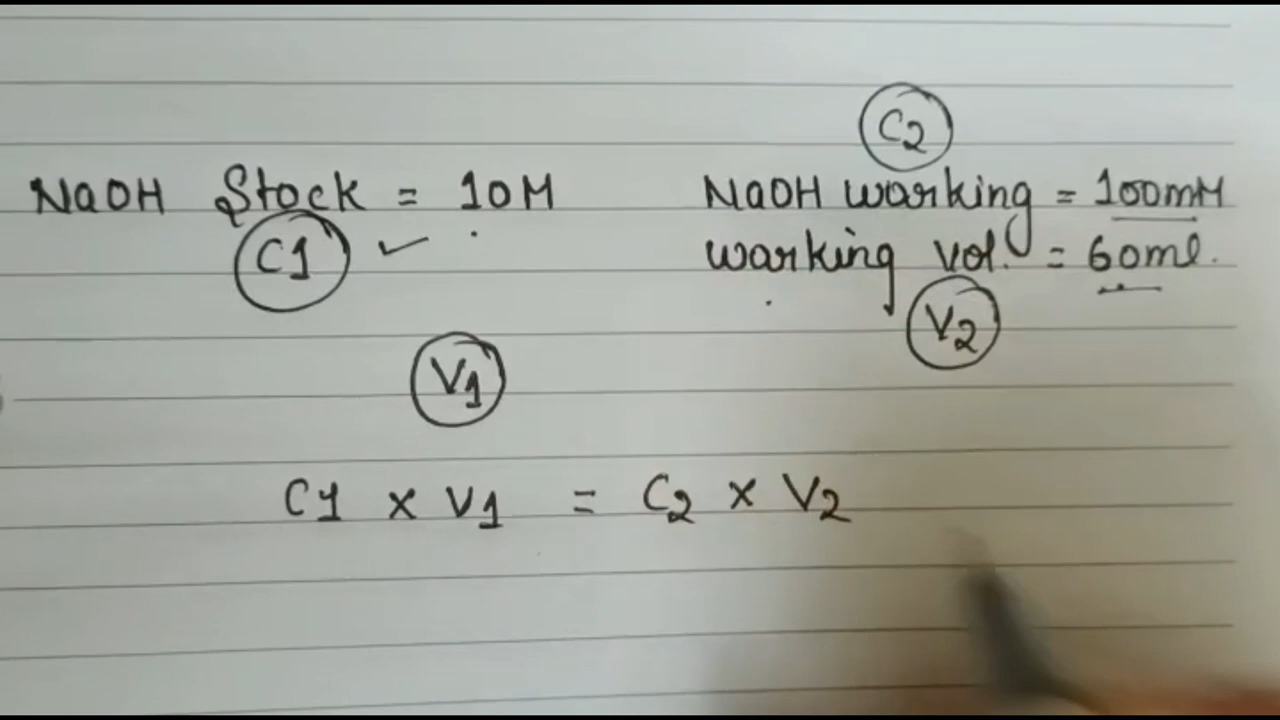 C2
NaOH Stock = 10M
NaOH warking = 100mM
C1 ✓
warking vol. = 60ml.
V2
V1
C1 x V1 = C2 x V2